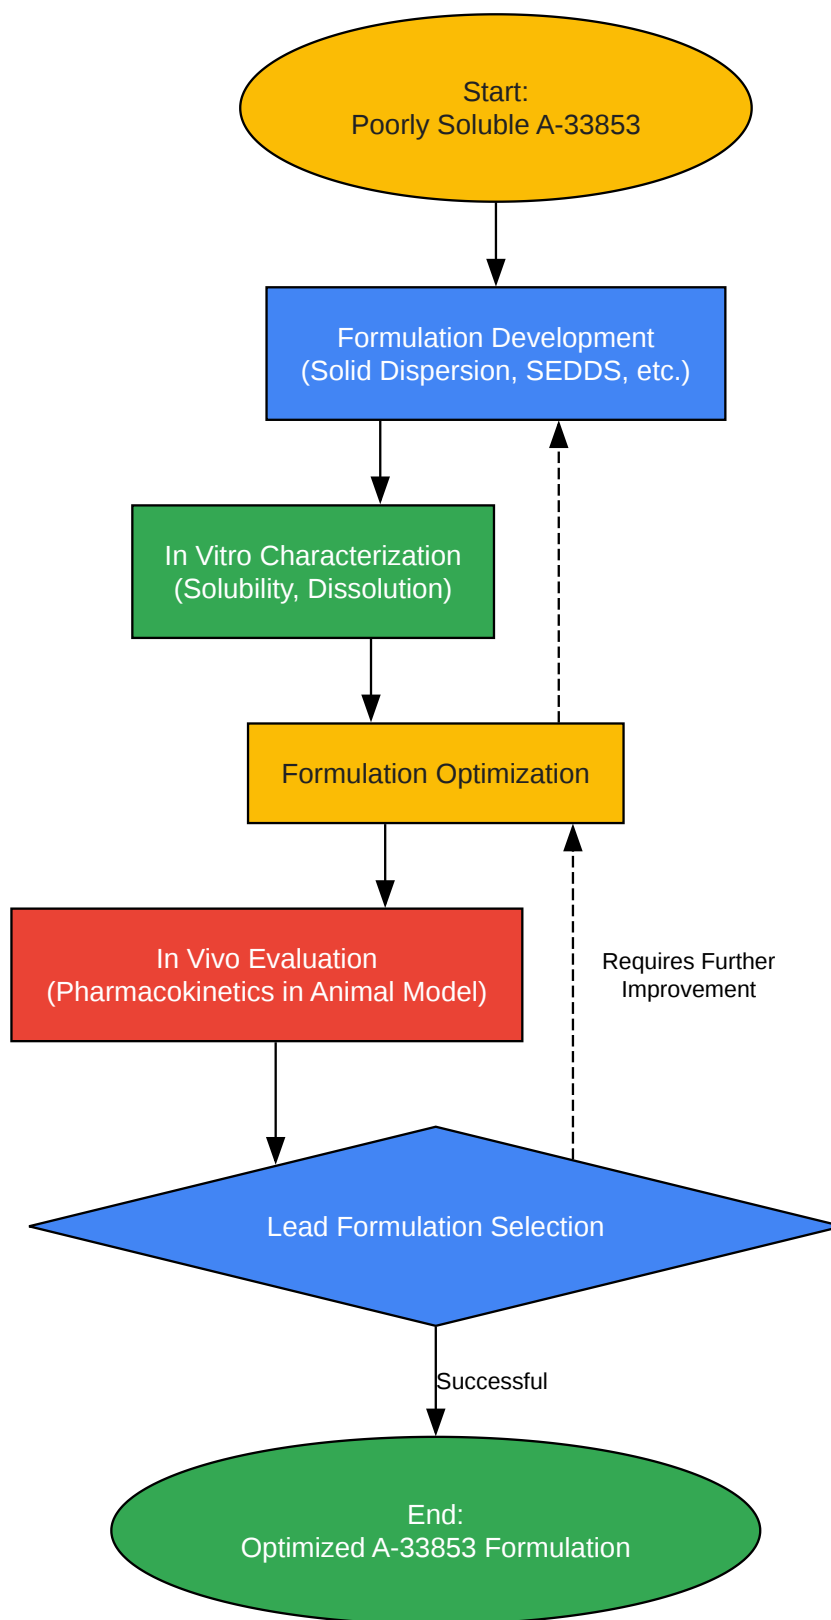 Start:
Poorly Soluble A-33853
Formulation Development
(Solid Dispersion, SEDDS, etc.)
In Vitro Characterization
(Solubility, Dissolution)
Formulation Optimization
In Vivo Evaluation
(Pharmacokinetics in Animal Model)
Requires Further
Improvement
Lead Formulation Selection
Successful
End:
Optimized A-33853 Formulation